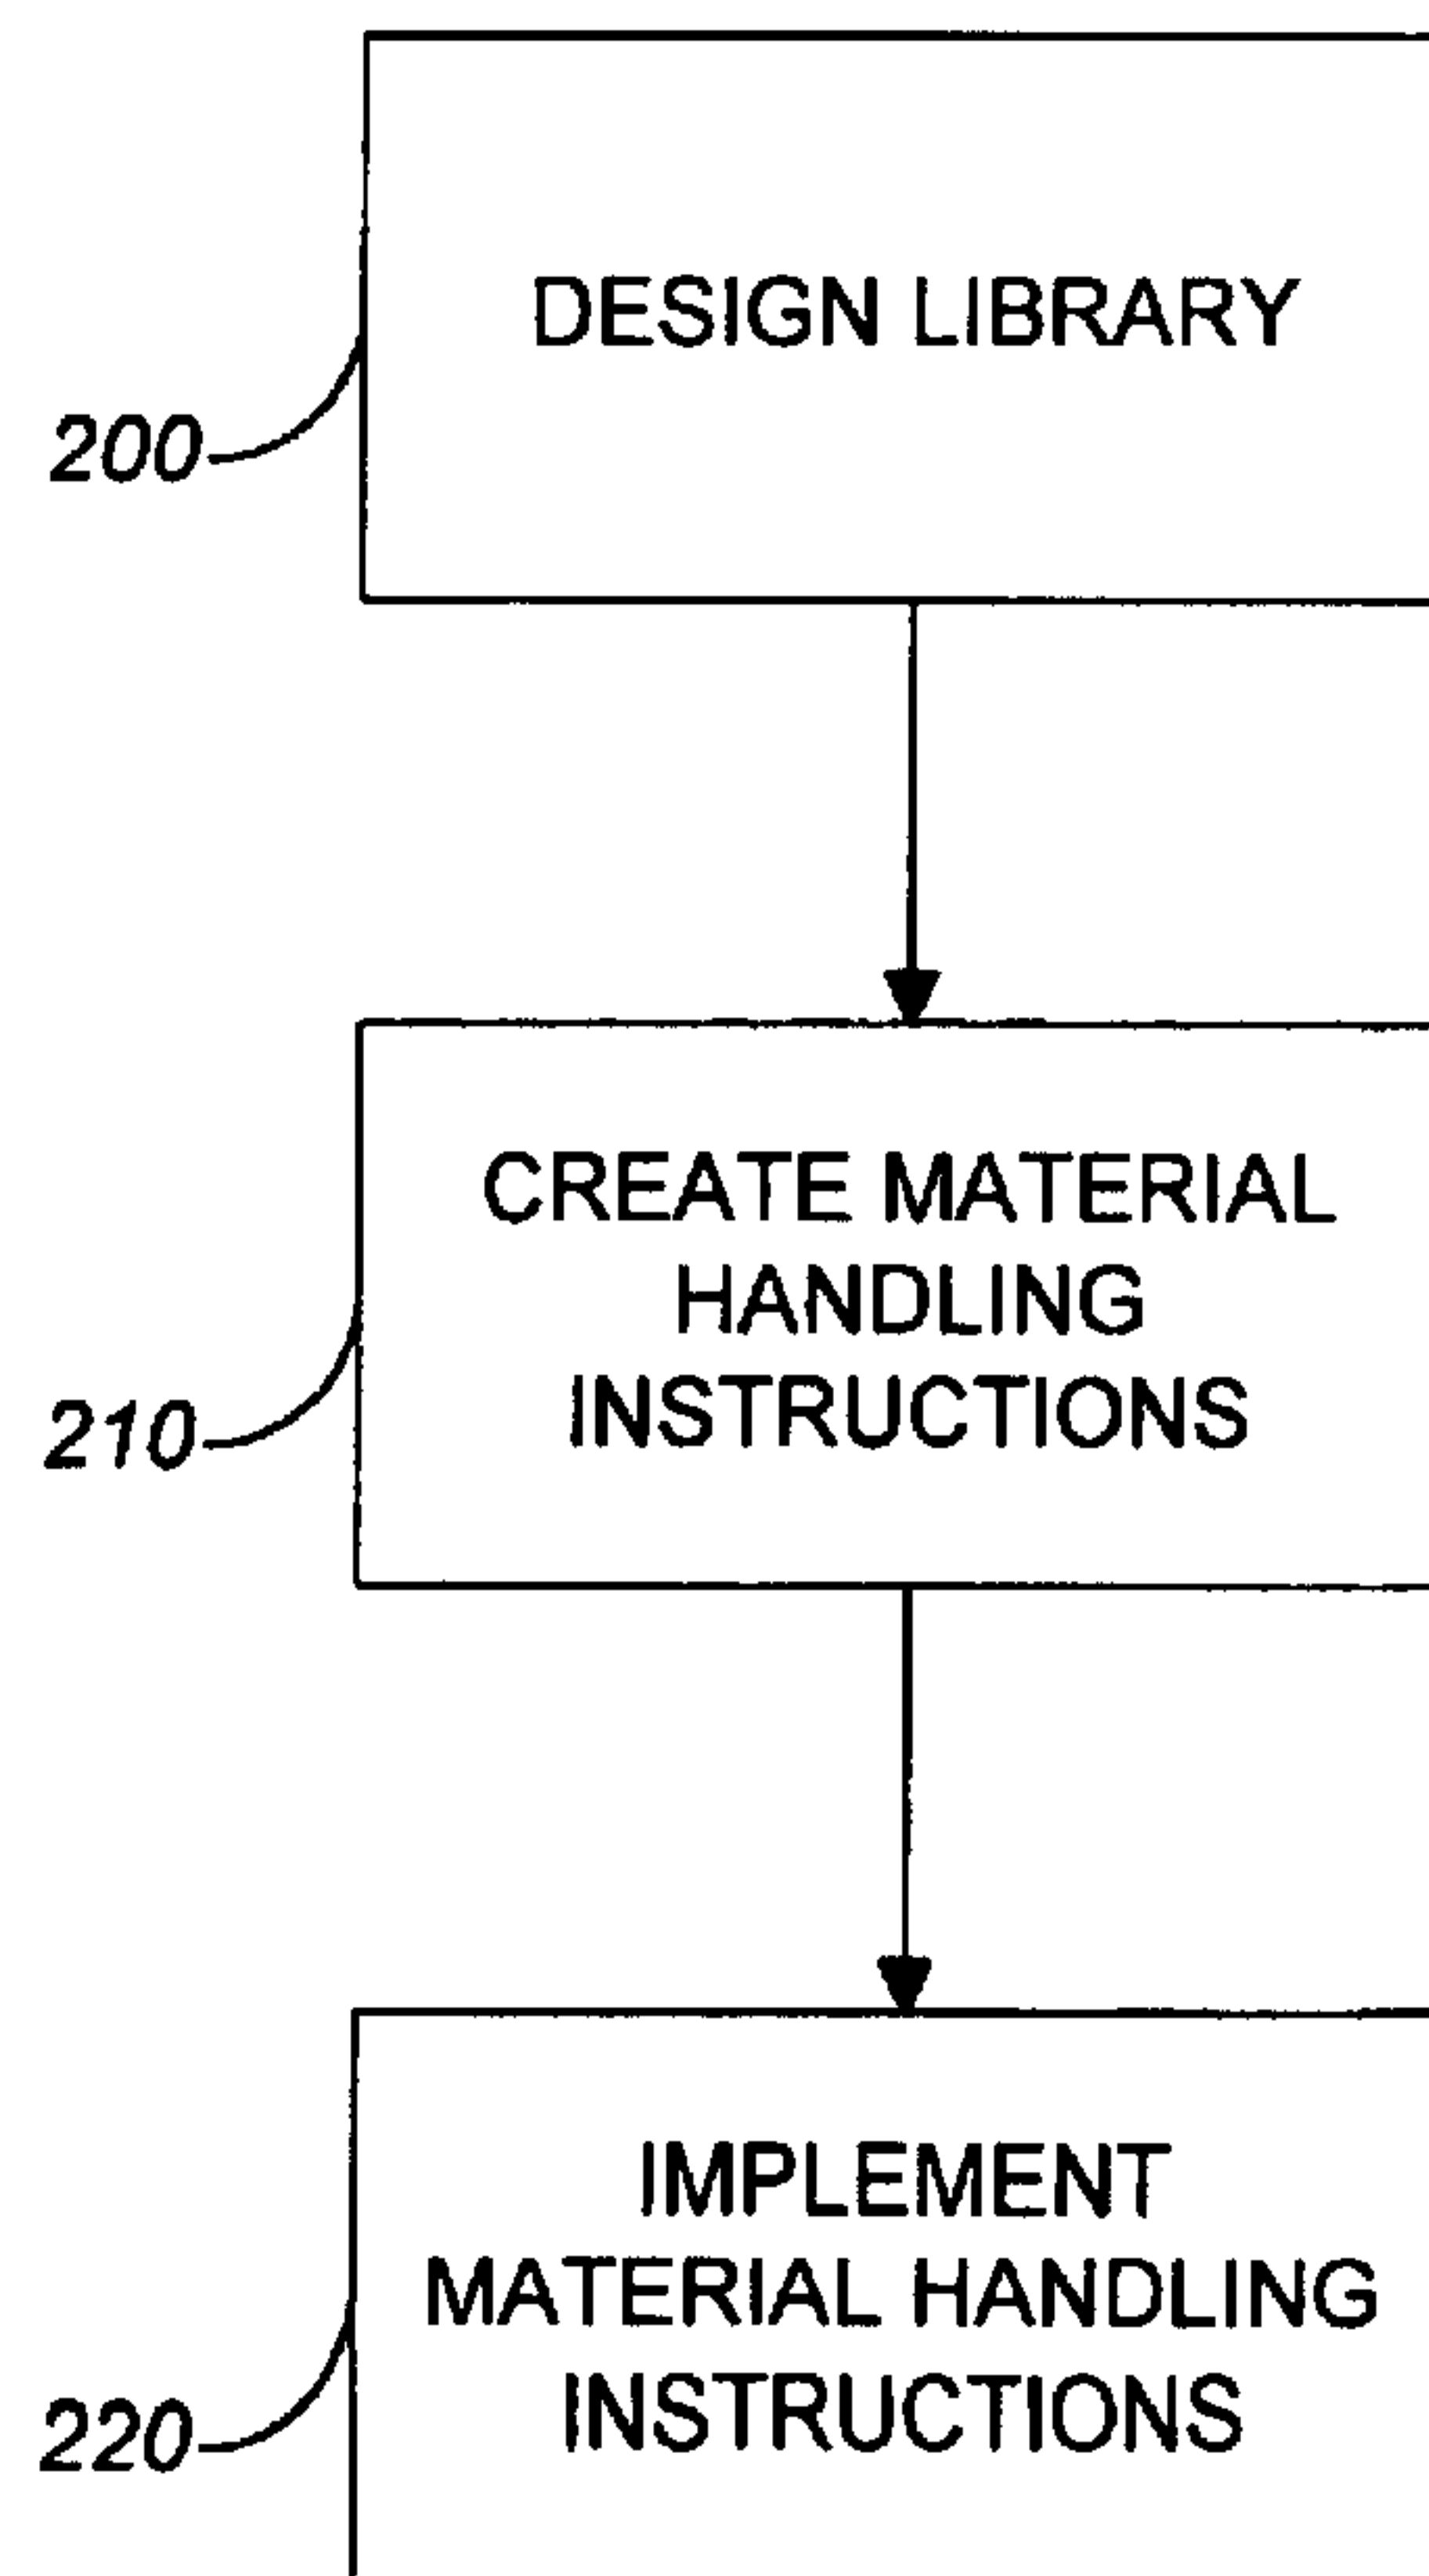 DESIGN LIBRARY
200
CREATE MATERIAL
HANDLING
INSTRUCTIONS
210
IMPLEMENT
MATERIAL HANDLING
INSTRUCTIONS
220